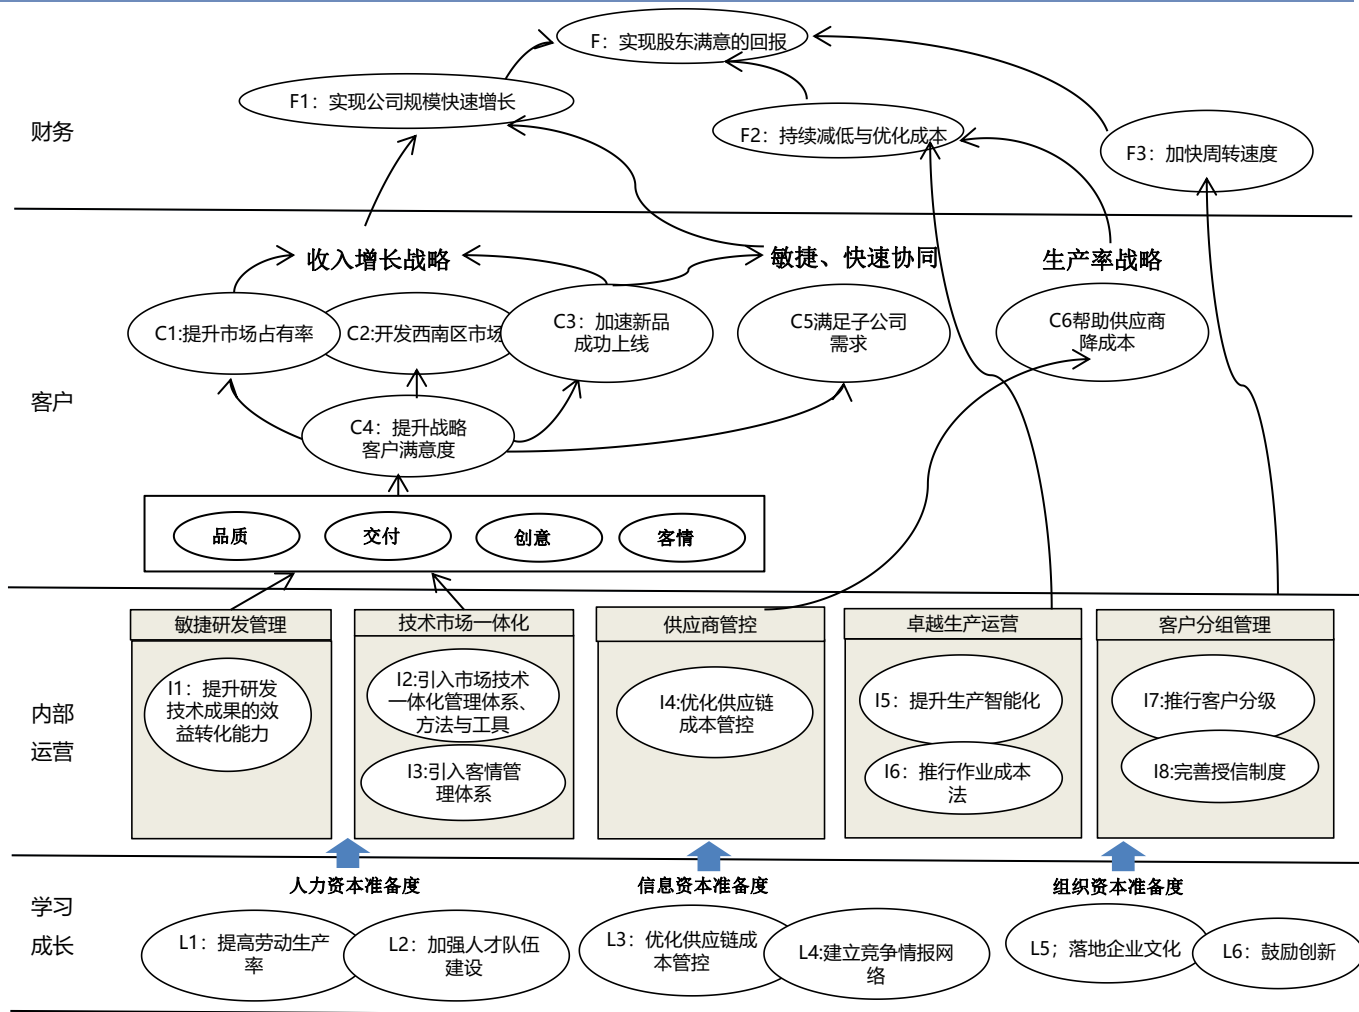 F：实现股东满意的回报
F1：实现公司规模快速增长
F2：持续减低与优化成本
财务
F3：加快周转速度
收入增长战略
敏捷、快速协同
生产率战略
C1:提升市场占有率
C2:开发西南区市场
C3：加速新品
成功上线
C5满足子公司
需求
C6帮助供应商
降成本
客户
C4：提升战略
客户满意度
品质
交付
创意
客情
敏捷研发管理
技术市场一体化
供应商管控
卓越生产运营
客户分组管理
I1：提升研发
技术成果的效
益转化能力
I2:引入市场技术
一体化管理体系、
方法与工具
I3:引入客情管
理体系
I4:优化供应链
成本管控
I5：提升生产智能化
I6：推行作业成本
法
I7:推行客户分级
I8:完善授信制度
内部
运营
人力资本准备度
信息资本准备度
组织资本准备度
学习
成长
L1：提高劳动生产
率
L2：加强人才队伍
建设
L3：优化供应链成
本管控
L4:建立竞争情报网
络
L5；落地企业文化
L6：鼓励创新